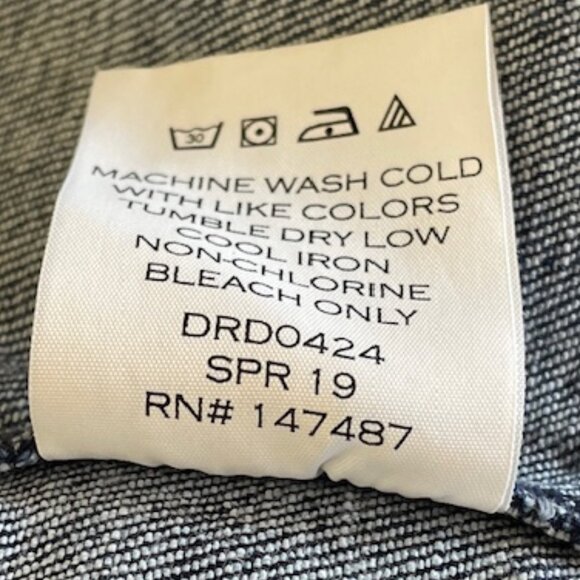 30
MACHINE WASH COLD
WITH LIKE COLORS
TUMBLE DRY LOW
COOL IRON
NON-CHLORINE
BLEACH ONLY
DRD0424
SPR 19
RN# 147487